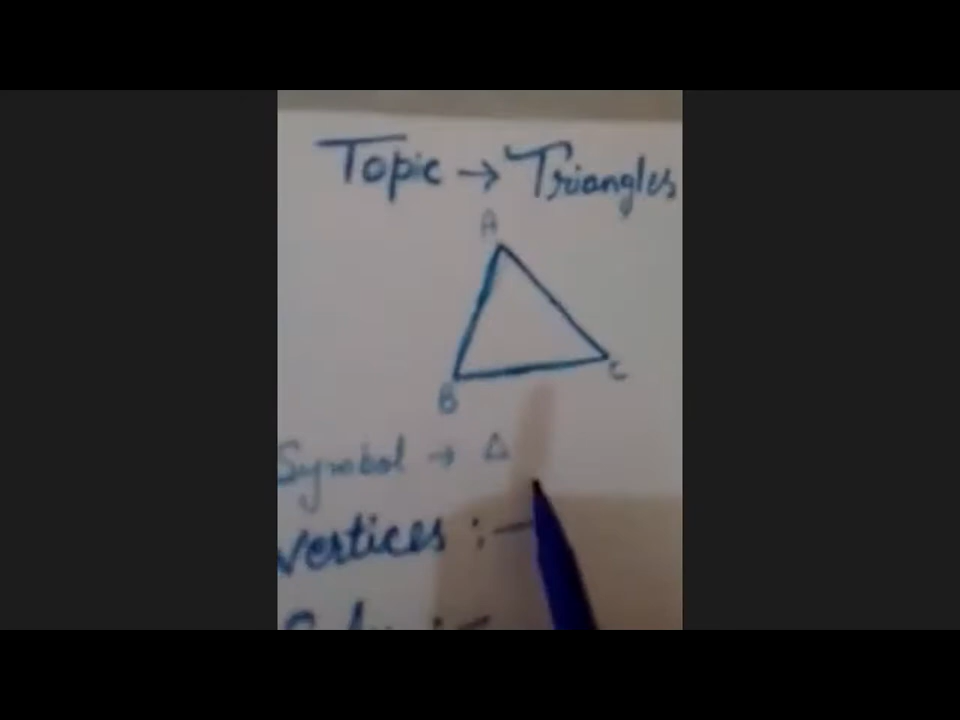 Topic → Triangles
A
B
C
Symbol → Δ
Vertices :-